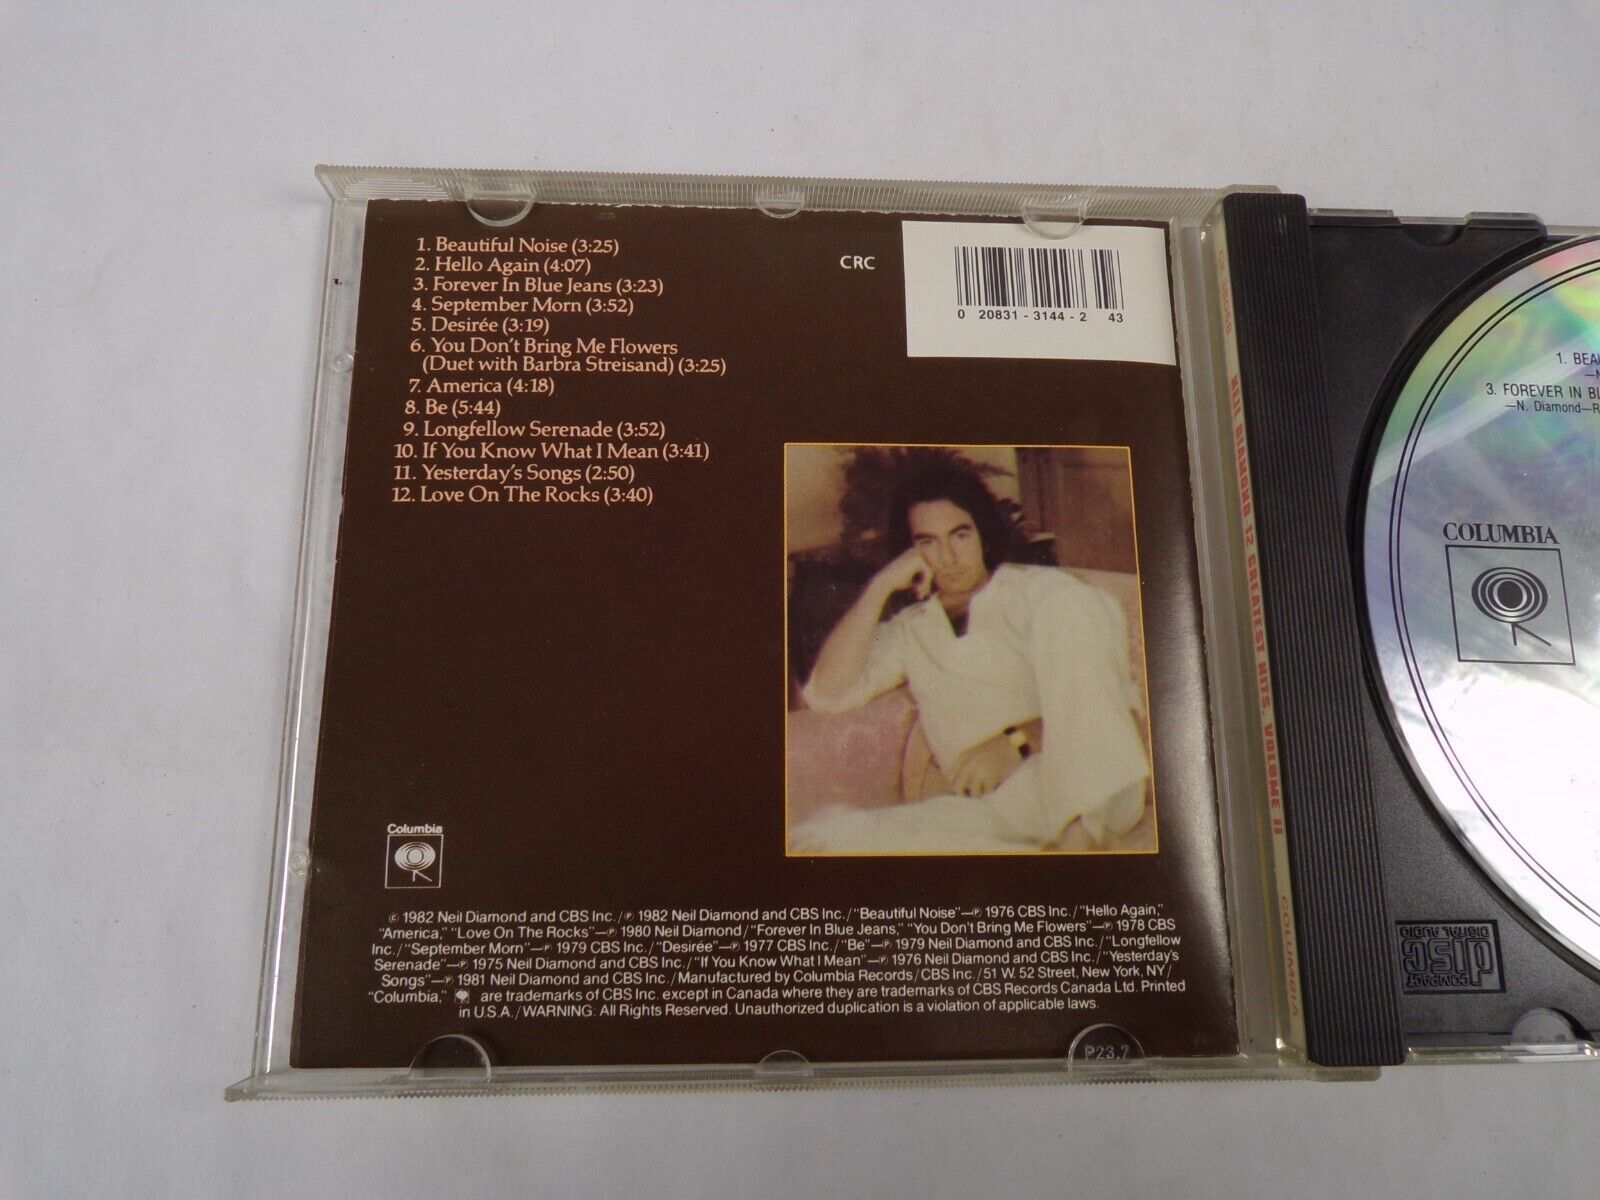 1. Beautiful Noise (3:25)
2. Hello Again (4:07)
3. Forever In Blue Jeans (3:23)
4. September Morn (3:52)
5. Desirée (3:19)
6. You Don't Bring Me Flowers
(Duet with Barbra Streisand) (3:25)
7. America (4:18)
8. Be (5:44)
9. Longfellow Serenade (3:52)
10. If You Know What I Mean (3:41)
11. Yesterday's Songs (2:50)
12. Love On The Rocks (3:40)
CRC
0 20831 - 3144 - 2 43
Columbia
© 1982 Neil Diamond and CBS Inc./℗ 1982 Neil Diamond and CBS Inc./"Beautiful Noise"—℗ 1976 CBS Inc./"Hello Again,"
"America," "Love On The Rocks"—℗ 1980 Neil Diamond/"Forever In Blue Jeans," "You Don't Bring Me Flowers"—℗ 1978 CBS
Inc./"September Morn"—℗ 1979 CBS Inc./"Desirée"—℗ 1977 CBS Inc./"Be"—℗ 1979 Neil Diamond and CBS Inc./"Longfellow
Serenade"—℗ 1975 Neil Diamond and CBS Inc./"If You Know What I Mean"—℗ 1976 Neil Diamond and CBS Inc./"Yesterday's
Songs"—℗ 1981 Neil Diamond and CBS Inc./Manufactured by Columbia Records/CBS Inc./51 W. 52 Street, New York, NY/
"Columbia," are trademarks of CBS Inc. except in Canada where they are trademarks of CBS Records Canada Ltd. Printed
in U.S.A./WARNING: All Rights Reserved. Unauthorized duplication is a violation of applicable laws.
P23.7
NEIL DIAMOND 12 GREATEST HITS, VOLUME II
COLUMBIA
1. BEAU
3. FOREVER IN BL
—N. Diamond—R
COLUMBIA
COMPACT
disc
DIGITAL AUDIO